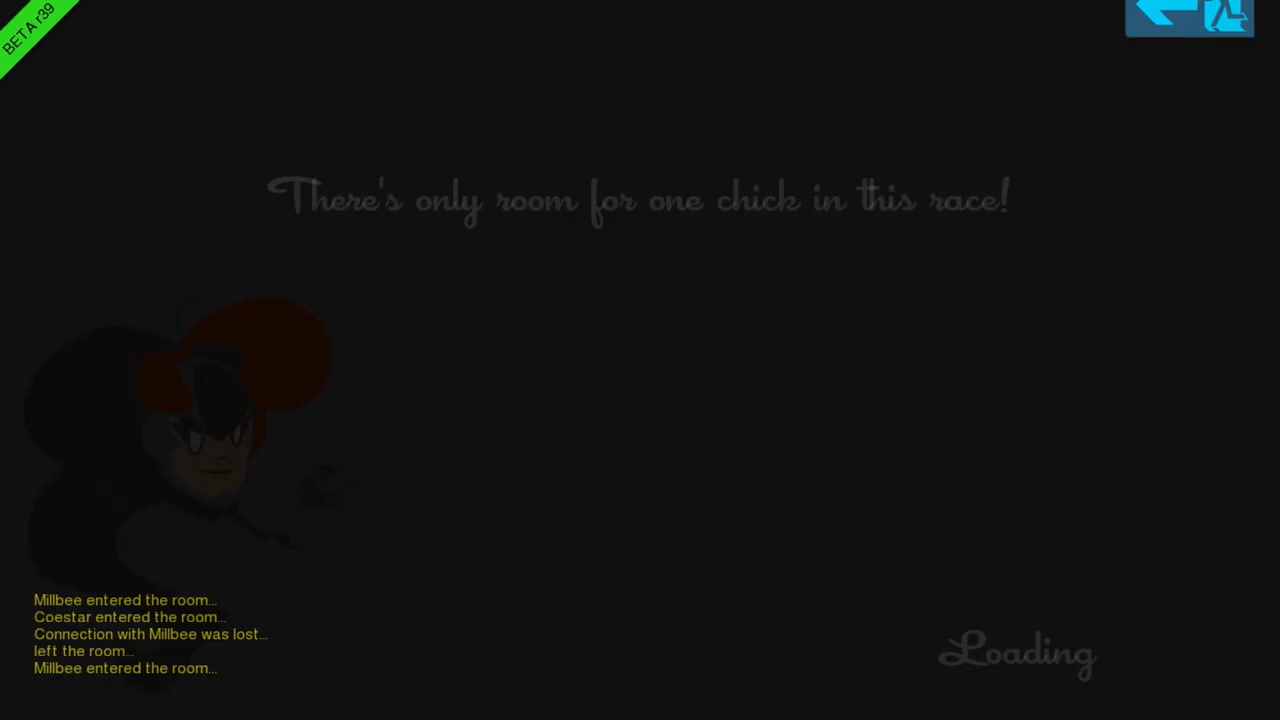 BETA r39
There's only room for one chick in this race!
Millbee entered the room...
Coestar entered the room...
Connection with Millbee was lost...
left the room...
Millbee entered the room...
Loading